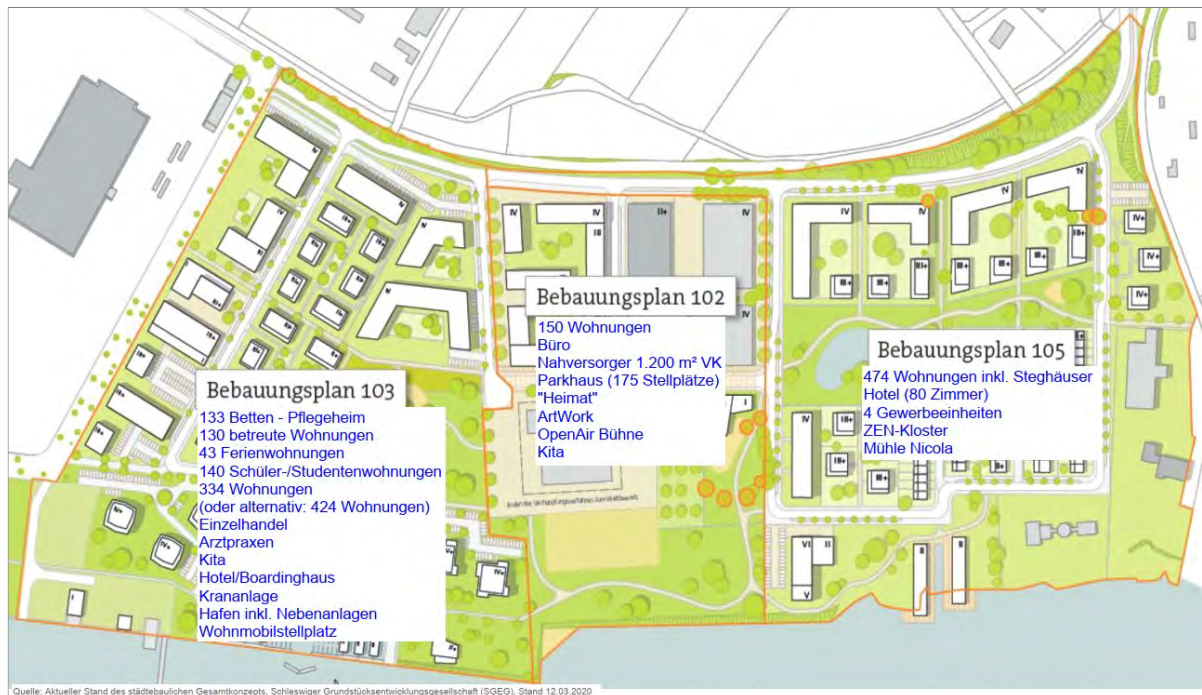 Bebauungsplan 103
133 Betten - Pflegeheim
130 betreute Wohnungen
43 Ferienwohnungen
140 Schüler-/Studentenwohnungen
334 Wohnungen
(oder alternativ: 424 Wohnungen)
Einzelhandel
Arztpraxen
Kita
Hotel/Boardinghaus
Krananlage
Hafen inkl. Nebenanlagen
Wohnmobilstellplatz
Bebauungsplan 102
150 Wohnungen
Büro
Nahversorger 1.200 m² VK
Parkhaus (175 Stellplätze)
"Heimat"
ArtWork
OpenAir Bühne
Kita
Bebauungsplan 105
474 Wohnungen inkl. Steghäuser
Hotel (80 Zimmer)
4 Gewerbeeinheiten
ZEN-Kloster
Mühle Nicola
Quelle: Aktueller Stand des städtebaulichen Gesamtkonzepts, Schleswiger Grundstücksentwicklungsgesellschaft (SGEG), Stand 12.03.2020